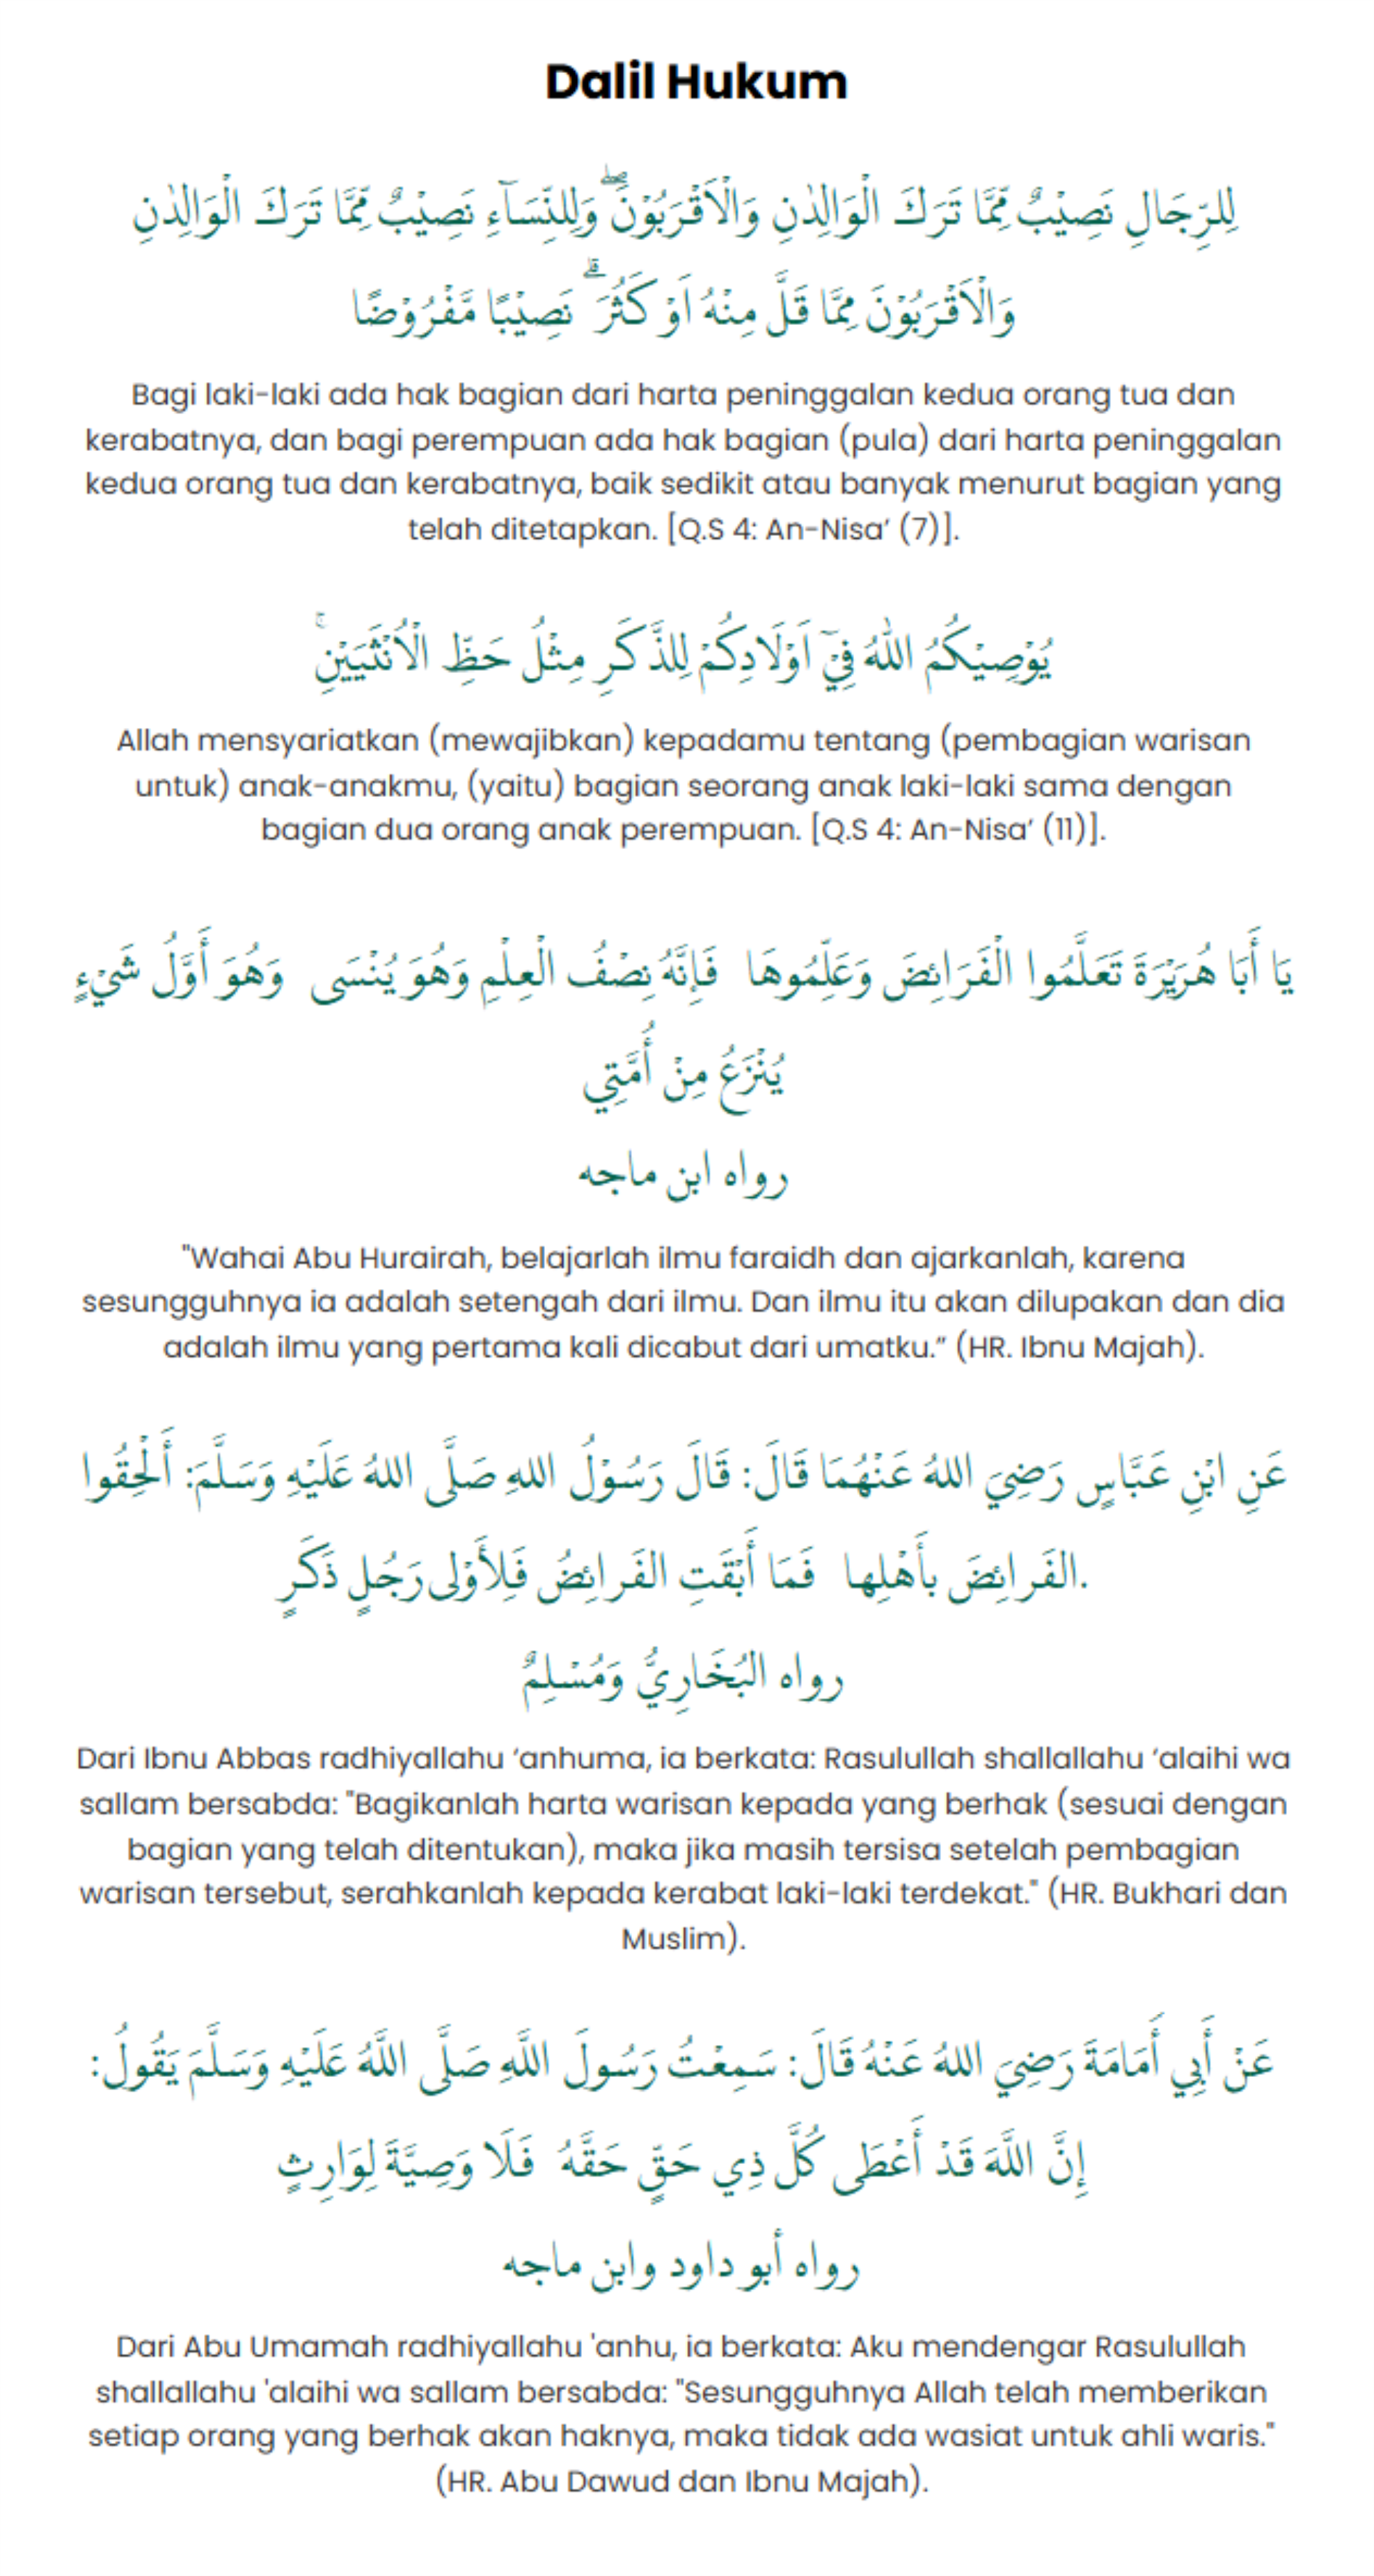 Dalil Hukum
لِلرِّجَالِ نَصِيْبٌ مِّمَّا تَرَكَ الْوَالِدٰنِ وَالْاَقْرَبُوْنَۖ وَلِلنِّسَاۤءِ نَصِيْبٌ مِّمَّا تَرَكَ الْوَالِدٰنِ
وَالْاَقْرَبُوْنَ مِمَّا قَلَّ مِنْهُ اَوْ كَثُرَ ۗ نَصِيْبًا مَّفْرُوْضًا
Bagi laki-laki ada hak bagian dari harta peninggalan kedua orang tua dan
kerabatnya, dan bagi perempuan ada hak bagian (pula) dari harta peninggalan
kedua orang tua dan kerabatnya, baik sedikit atau banyak menurut bagian yang
telah ditetapkan. [Q.S 4: An-Nisa’ (7)].
يُوْصِيْكُمُ اللّٰهُ فِيْٓ اَوْلَادِكُمْ لِلذَّكَرِ مِثْلُ حَظِّ الْاُنْثَيَيْنِۚ
Allah mensyariatkan (mewajibkan) kepadamu tentang (pembagian warisan
untuk) anak-anakmu, (yaitu) bagian seorang anak laki-laki sama dengan
bagian dua orang anak perempuan. [Q.S 4: An-Nisa’ (11)].
يَا أَبَا هُرَيْرَةَ تَعَلَّمُوا الْفَرَائِضَ وَعَلِّمُوهَا فَإِنَّهُ نِصْفُ الْعِلْمِ وَهُوَ يُنْسَى وَهُوَ أَوَّلُ شَيْءٍ
يُنْزَعُ مِنْ أُمَّتِي
رواه ابن ماجه
"Wahai Abu Hurairah, belajarlah ilmu faraidh dan ajarkanlah, karena
sesungguhnya ia adalah setengah dari ilmu. Dan ilmu itu akan dilupakan dan dia
adalah ilmu yang pertama kali dicabut dari umatku.” (HR. Ibnu Majah).
عَنِ ابْنِ عَبَّاسٍ رَضِيَ اللهُ عَنْهُمَا قَالَ: قَالَ رَسُوْلُ اللهِ صَلَّى اللهُ عَلَيْهِ وَسَلَّمَ: أَلْحِقُوا
.الفَرائِضَ بأَهْلِها فَمَا أَبْقَتِ الفَرائِضُ فَلِأَوْلى رَجُلٍ ذَكَرٍ
رواه البُخَارِيُّ وَمُسْلِمٌ
Dari Ibnu Abbas radhiyallahu ‘anhuma, ia berkata: Rasulullah shallallahu ‘alaihi wa
sallam bersabda: "Bagikanlah harta warisan kepada yang berhak (sesuai dengan
bagian yang telah ditentukan), maka jika masih tersisa setelah pembagian
warisan tersebut, serahkanlah kepada kerabat laki-laki terdekat." (HR. Bukhari dan
Muslim).
عَنْ أَبِي أَمَامَةَ رَضِيَ اللهُ عَنْهُ قَالَ: سَمِعْتُ رَسُولَ اللَّهِ صَلَّى اللَّهُ عَلَيْهِ وَسَلَّمَ يَقُولُ:
إِنَّ اللَّهَ قَدْ أَعْطَى كُلَّ ذِي حَقٍّ حَقَّهُ فَلَا وَصِيَّةَ لِوَارِثٍ
رواه أبو داود وابن ماجه
Dari Abu Umamah radhiyallahu 'anhu, ia berkata: Aku mendengar Rasulullah
shallallahu 'alaihi wa sallam bersabda: "Sesungguhnya Allah telah memberikan
setiap orang yang berhak akan haknya, maka tidak ada wasiat untuk ahli waris."
(HR. Abu Dawud dan Ibnu Majah).